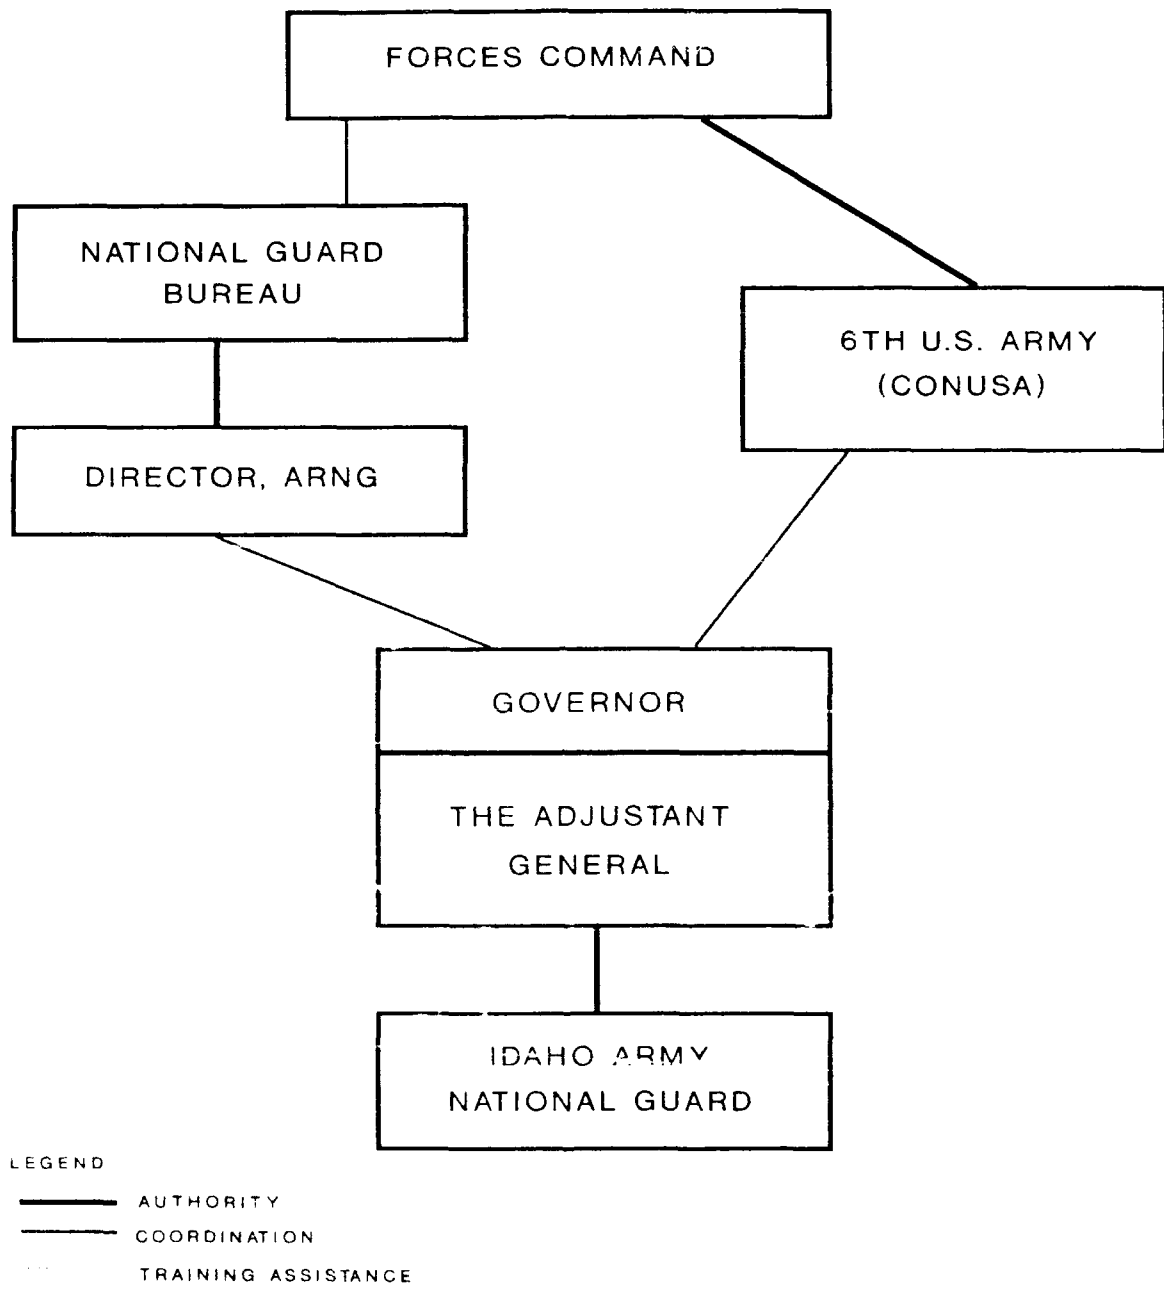 FORCES COMMAND
NATIONAL GUARD
BUREAU
6TH U.S. ARMY
(CONUSA)
DIRECTOR, ARNG
GOVERNOR
THE ADJUSTANT
GENERAL
IDAHO ARMY
NATIONAL GUARD
LEGEND
AUTHORITY
COORDINATION
TRAINING ASSISTANCE